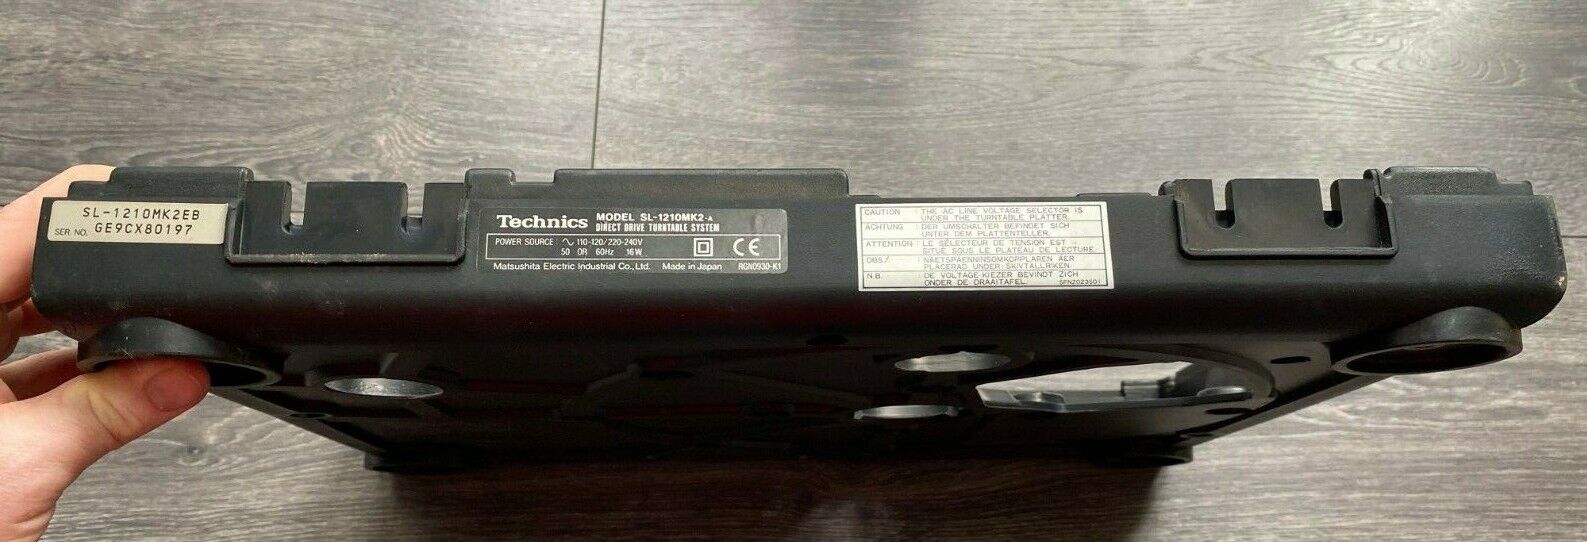 SL-1210MK2EB
SER NO. GE9CX80197
Technics MODEL SL-1210MK2-A
DIRECT DRIVE TURNTABLE SYSTEM
POWER SOURCE : ∿ 110-120/220-240V
50 OR 60Hz 16W
CE
Matsushita Electric Industrial Co., Ltd. Made in Japan RGN0930-K1
CAUTION : THE AC LINE VOLTAGE SELECTOR IS
UNDER THE TURNTABLE PLATTER.
ACHTUNG : DER UMSCHALTER BEFINDET SICH
UNTER DEM PLATTENTELLER.
ATTENTION : LE SÉLECTEUR DE TENSION EST
SITUÉ SOUS LE PLATEAU DE LECTURE.
OBS! : NAETSPAENNINSOMKOPPLAREN AER
PLACERAD UNDER SKIVTALLRIKEN.
N.B. : DE VOLTAGE-KIEZER BEVINDT ZICH
ONDER DE DRAAITAFEL. SFNZ023S01